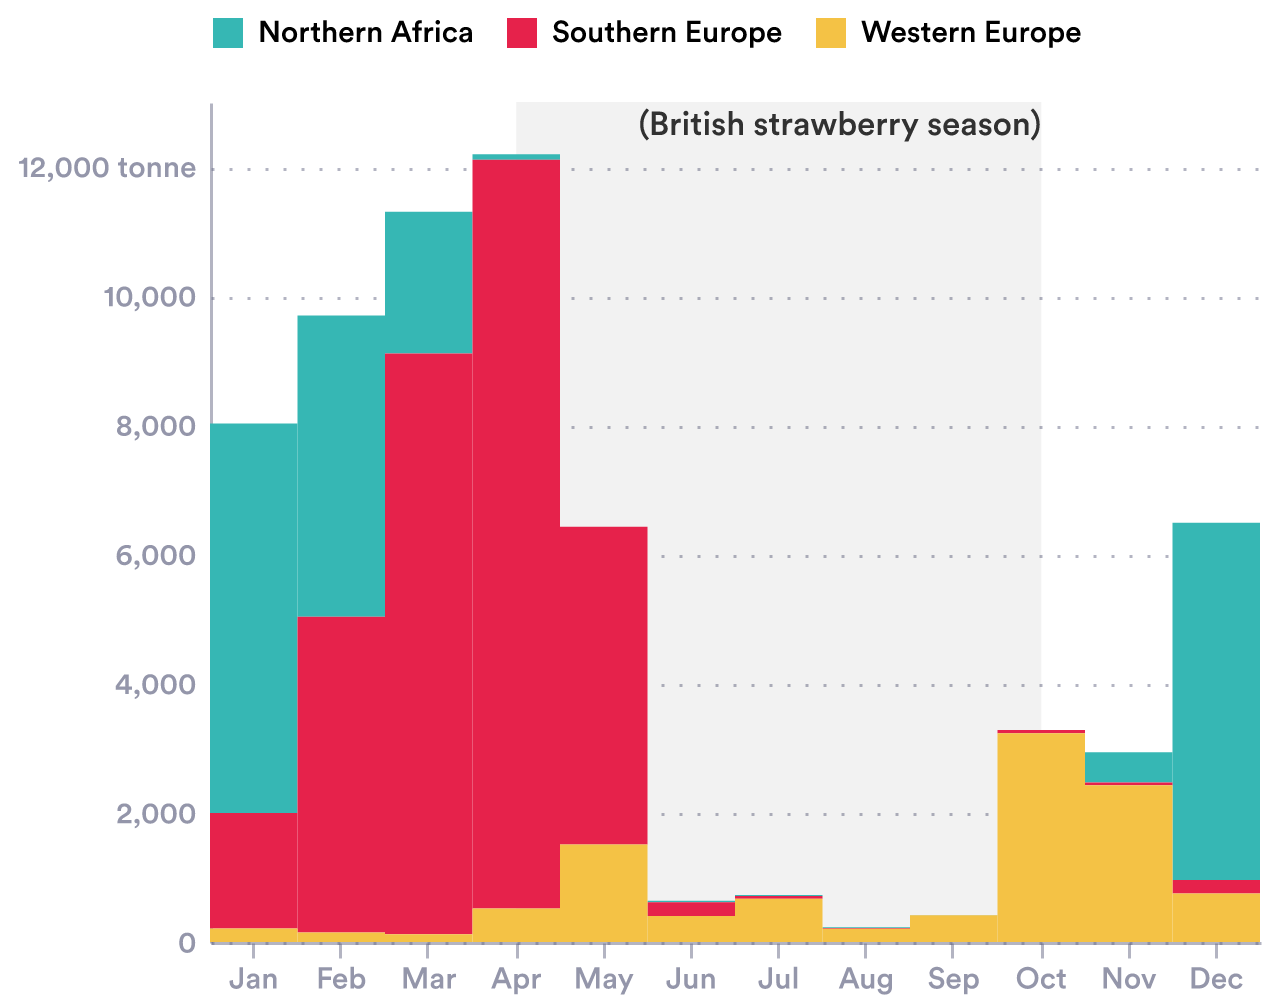 Northern Africa Southern Europe Western Europe
(British strawberry season)
12,000 tonne
10,000
8,000
6,000
4,000
2,000
0
Jan Feb Mar Apr May Jun Jul Aug Sep Oct Nov Dec